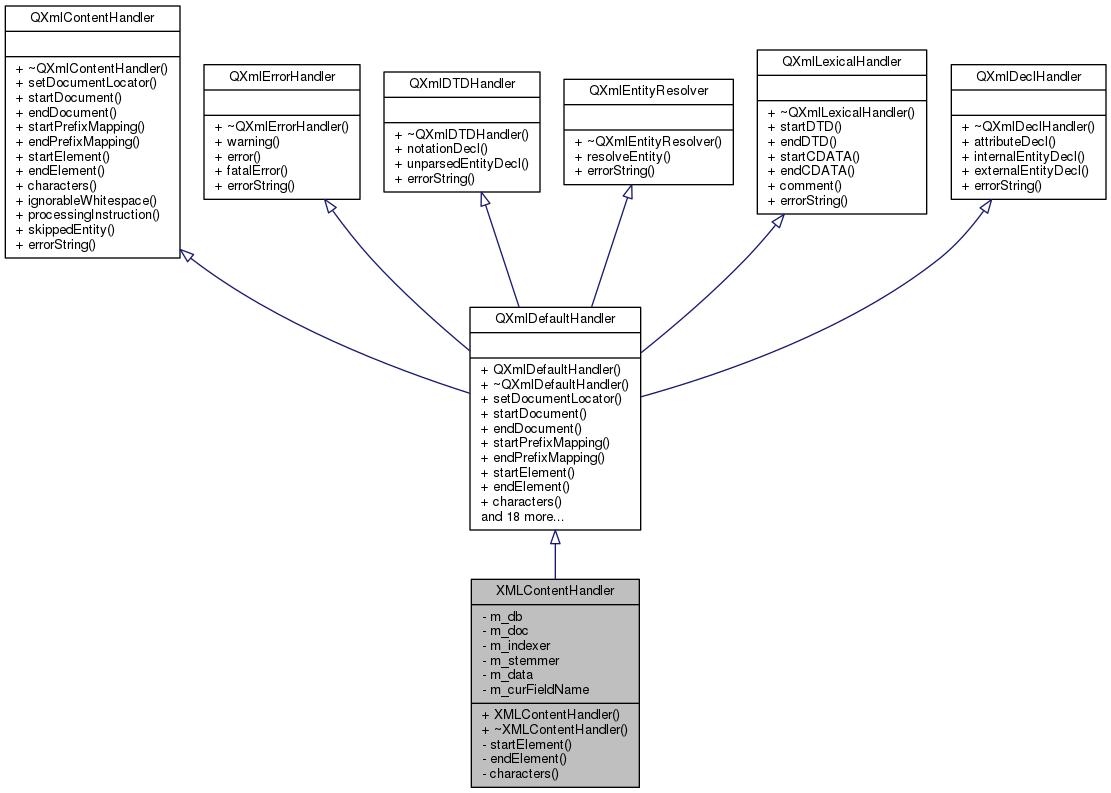 QXmlContentHandler
+ ~QXmlContentHandler()
+ setDocumentLocator()
+ startDocument()
+ endDocument()
+ startPrefixMapping()
+ endPrefixMapping()
+ startElement()
+ endElement()
+ characters()
+ ignorableWhitespace()
+ processingInstruction()
+ skippedEntity()
+ errorString()
QXmlErrorHandler
+ ~QXmlErrorHandler()
+ warning()
+ error()
+ fatalError()
+ errorString()
QXmlDTDHandler
+ ~QXmlDTDHandler()
+ notationDecl()
+ unparsedEntityDecl()
+ errorString()
QXmlEntityResolver
+ ~QXmlEntityResolver()
+ resolveEntity()
+ errorString()
QXmlLexicalHandler
+ ~QXmlLexicalHandler()
+ startDTD()
+ endDTD()
+ startCDATA()
+ endCDATA()
+ comment()
+ errorString()
QXmlDeclHandler
+ ~QXmlDeclHandler()
+ attributeDecl()
+ internalEntityDecl()
+ externalEntityDecl()
+ errorString()
QXmlDefaultHandler
+ QXmlDefaultHandler()
+ ~QXmlDefaultHandler()
+ setDocumentLocator()
+ startDocument()
+ endDocument()
+ startPrefixMapping()
+ endPrefixMapping()
+ startElement()
+ endElement()
+ characters()
and 18 more...
XMLContentHandler
- m_db
- m_doc
- m_indexer
- m_stemmer
- m_data
- m_curFieldName
+ XMLContentHandler()
+ ~XMLContentHandler()
- startElement()
- endElement()
- characters()